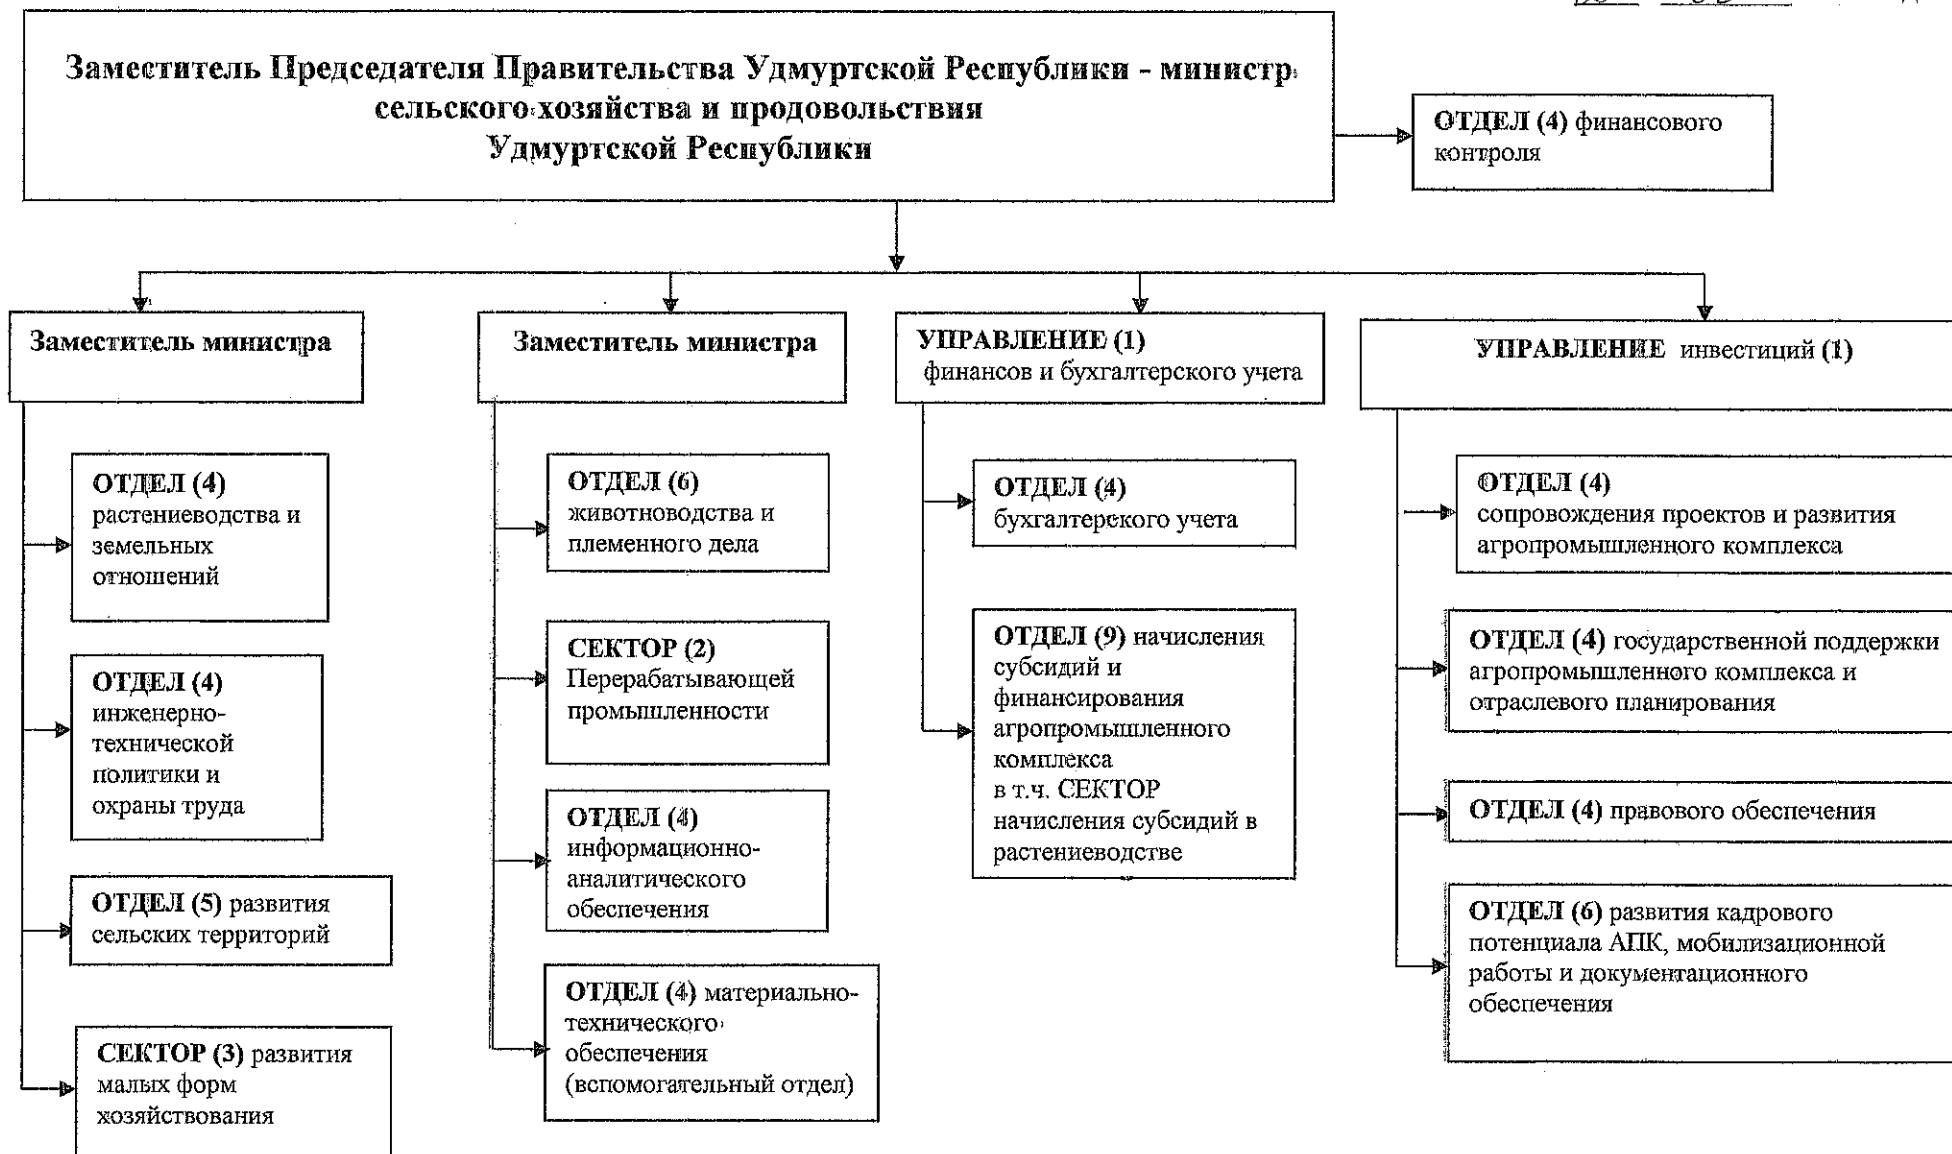 Заместитель Председателя Правительства Удмуртской Республики - министр
сельского хозяйства и продовольствия
Удмуртской Республики
ОТДЕЛ (4) финансового
контроля
Заместитель министра
ОТДЕЛ (4)
растениеводства и
земельных
отношений
ОТДЕЛ (4)
инженерно-
технической
политики и
охраны труда
ОТДЕЛ (5) развития
сельских территорий
СЕКТОР (3) развития
малых форм
хозяйствования
Заместитель министра
ОТДЕЛ (6)
животноводства и
племенного дела
СЕКТОР (2)
Перерабатывающей
промышленности
ОТДЕЛ (4)
информационно-
аналитического
обеспечения
ОТДЕЛ (4) материально-
технического
обеспечения
(вспомогательный отдел)
УПРАВЛЕНИЕ (1)
финансов и бухгалтерского учета
ОТДЕЛ (4)
бухгалтерского учета
ОТДЕЛ (9) начисления
субсидий и
финансирования
агропромышленного
комплекса
в т.ч. СЕКТОР
начисления субсидий в
растениеводстве
УПРАВЛЕНИЕ инвестиций (1)
ОТДЕЛ (4)
сопровождения проектов и развития
агропромышленного комплекса
ОТДЕЛ (4) государственной поддержки
агропромышленного комплекса и
отраслевого планирования
ОТДЕЛ (4) правового обеспечения
ОТДЕЛ (6) развития кадрового
потенциала АПК, мобилизационной
работы и документационного
обеспечения